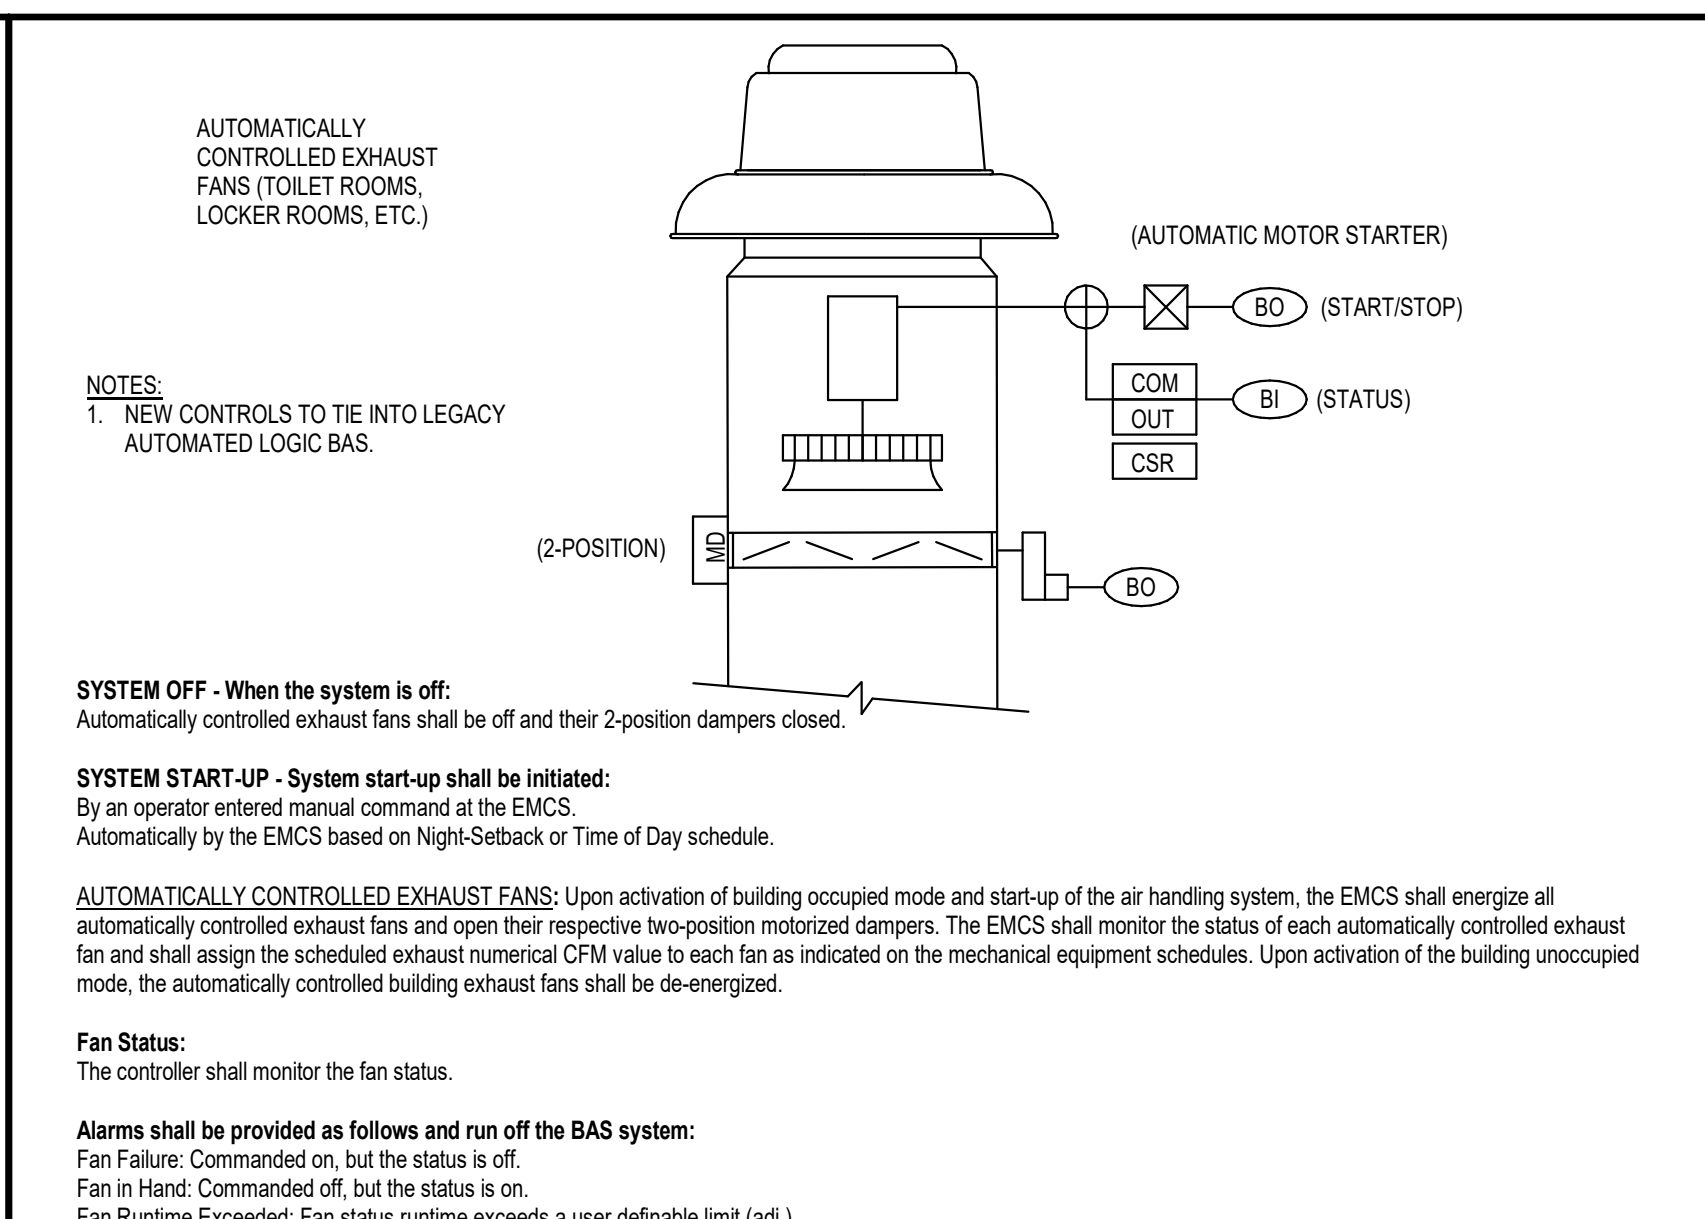 AUTOMATICALLY
CONTROLLED EXHAUST
FANS (TOILET ROOMS,
LOCKER ROOMS, ETC.)
(AUTOMATIC MOTOR STARTER)
BO (START/STOP)
NOTES:
1. NEW CONTROLS TO TIE INTO LEGACY
AUTOMATED LOGIC BAS.
COM
BI (STATUS)
OUT
CSR
(2-POSITION) MD
BO
SYSTEM OFF - When the system is off:
Automatically controlled exhaust fans shall be off and their 2-position dampers closed.
SYSTEM START-UP - System start-up shall be initiated:
By an operator entered manual command at the EMCS.
Automatically by the EMCS based on Night-Setback or Time of Day schedule.
AUTOMATICALLY CONTROLLED EXHAUST FANS: Upon activation of building occupied mode and start-up of the air handling system, the EMCS shall energize all
automatically controlled exhaust fans and open their respective two-position motorized dampers. The EMCS shall monitor the status of each automatically controlled exhaust
fan and shall assign the scheduled exhaust numerical CFM value to each fan as indicated on the mechanical equipment schedules. Upon activation of the building unoccupied
mode, the automatically controlled building exhaust fans shall be de-energized.
Fan Status:
The controller shall monitor the fan status.
Alarms shall be provided as follows and run off the BAS system:
Fan Failure: Commanded on, but the status is off.
Fan in Hand: Commanded off, but the status is on.
Fan Runtime Exceeded: Fan status runtime exceeds a user definable limit (adj.)